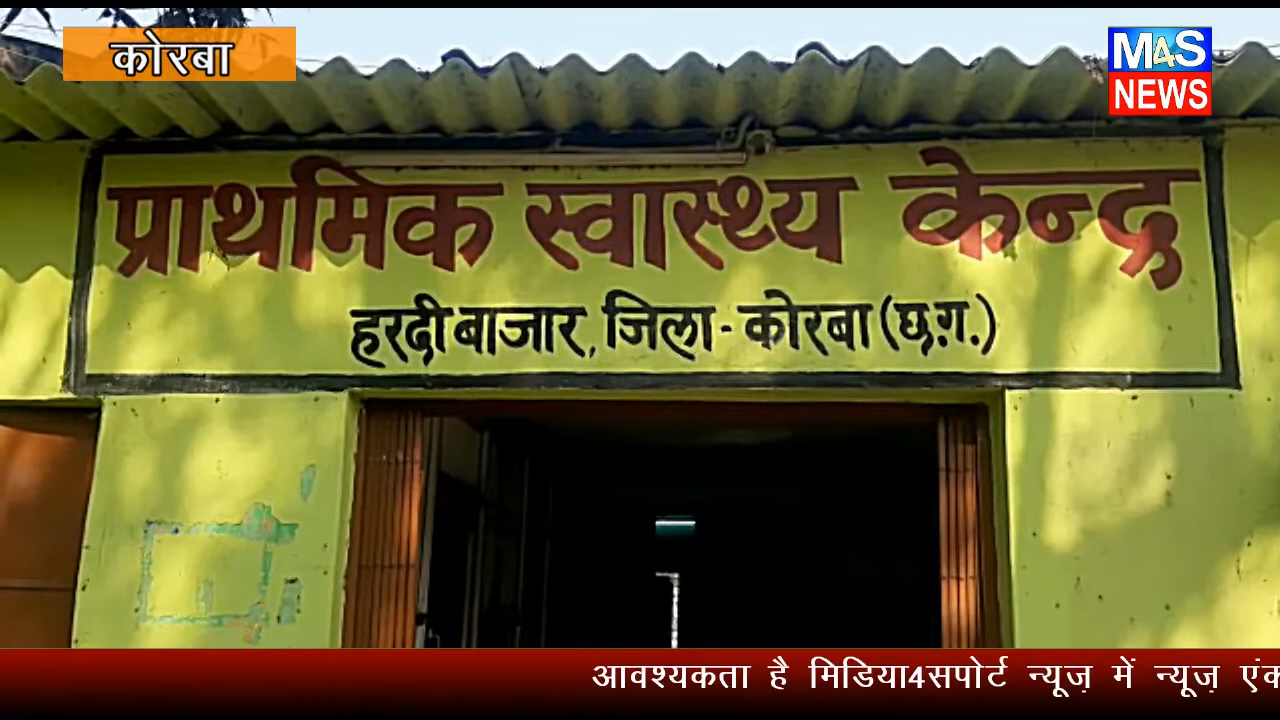 कोरबा
M4S
NEWS
प्राथमिक स्वास्थ्य केन्द्र
हरदीबाजार, जिला - कोरबा (छ.ग.)
आवश्यकता है मिडिया4सपोर्ट न्यूज़ में न्यूज़